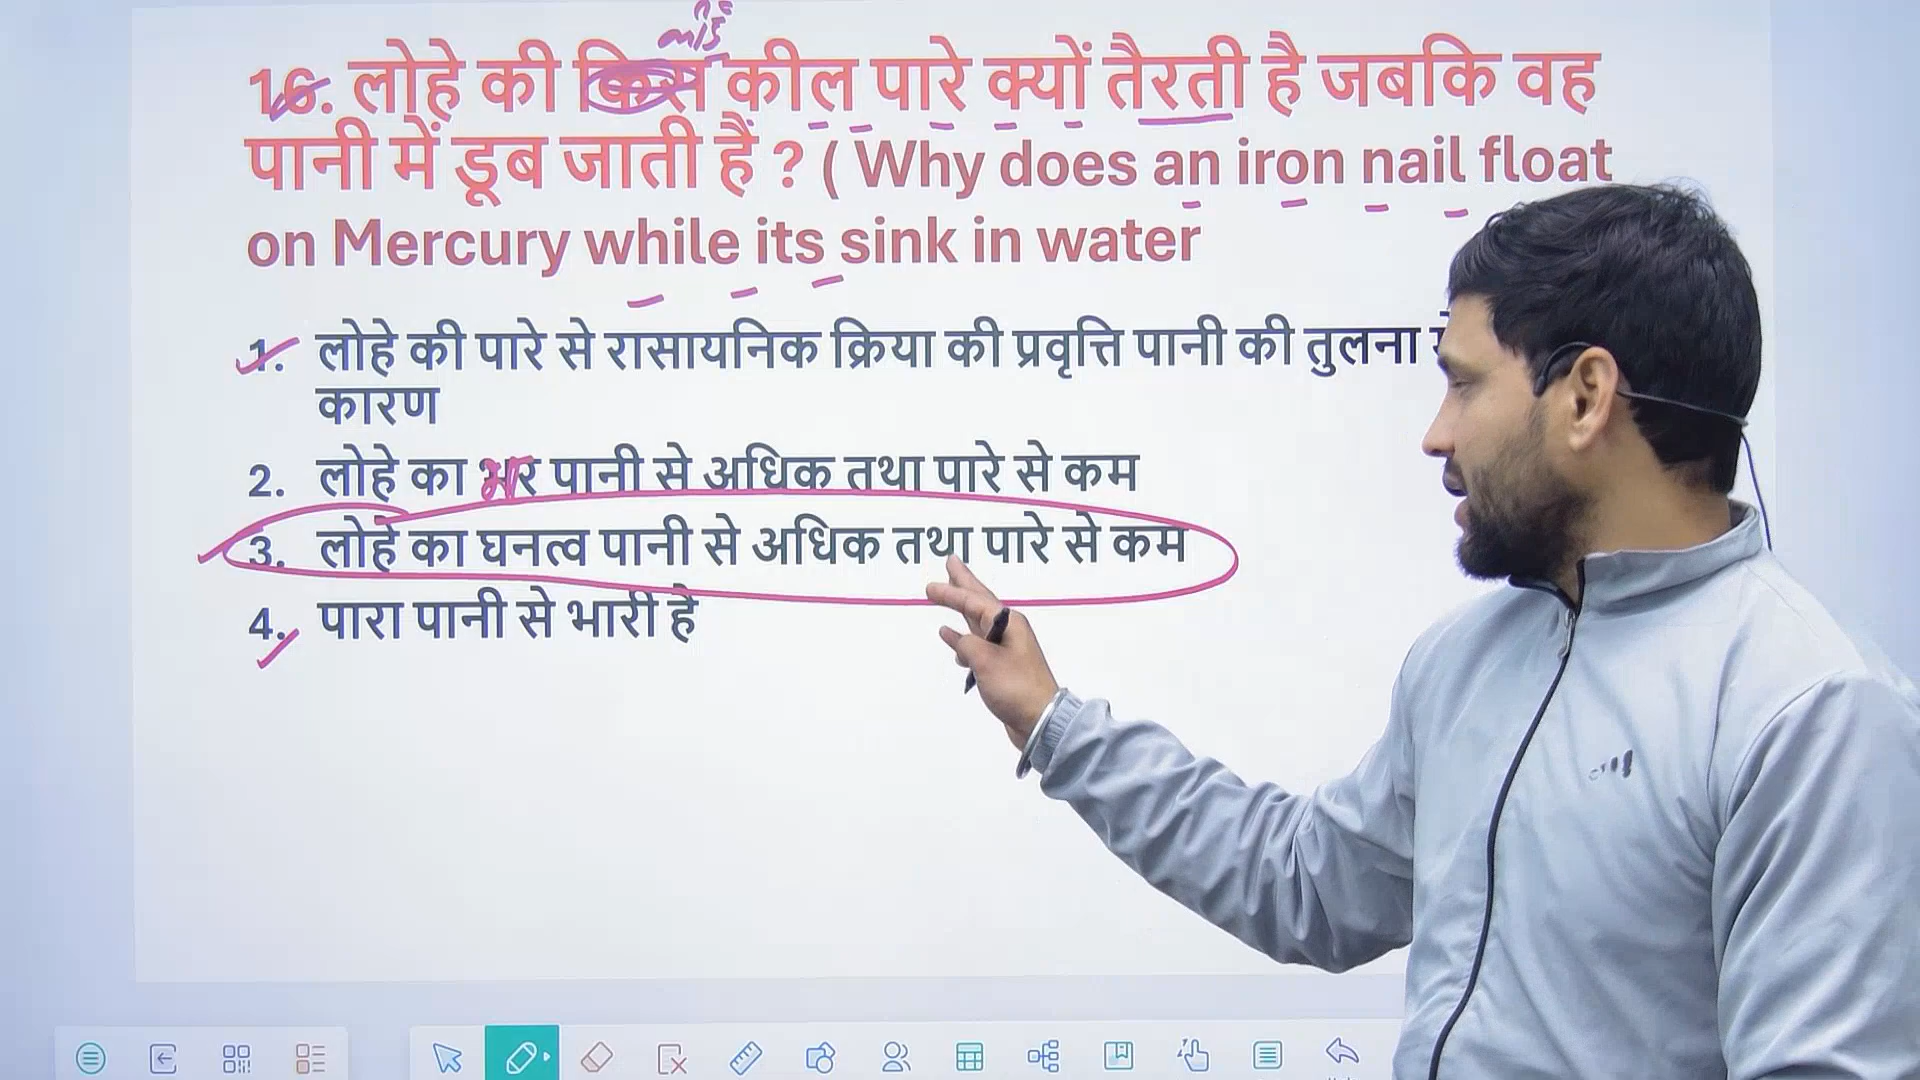 16. लोहे की किस कील पारे क्यों तैरती है जबकि वह
पानी में डूब जाती हैं ? ( Why does an iron nail float
on Mercury while its sink in water
1. लोहे की पारे से रासायनिक क्रिया की प्रवृत्ति पानी की तुलना
कारण
2. लोहे का भार पानी से अधिक तथा पारे से कम
3. लोहे का घनत्व पानी से अधिक तथा पारे से कम
4. पारा पानी से भारी है